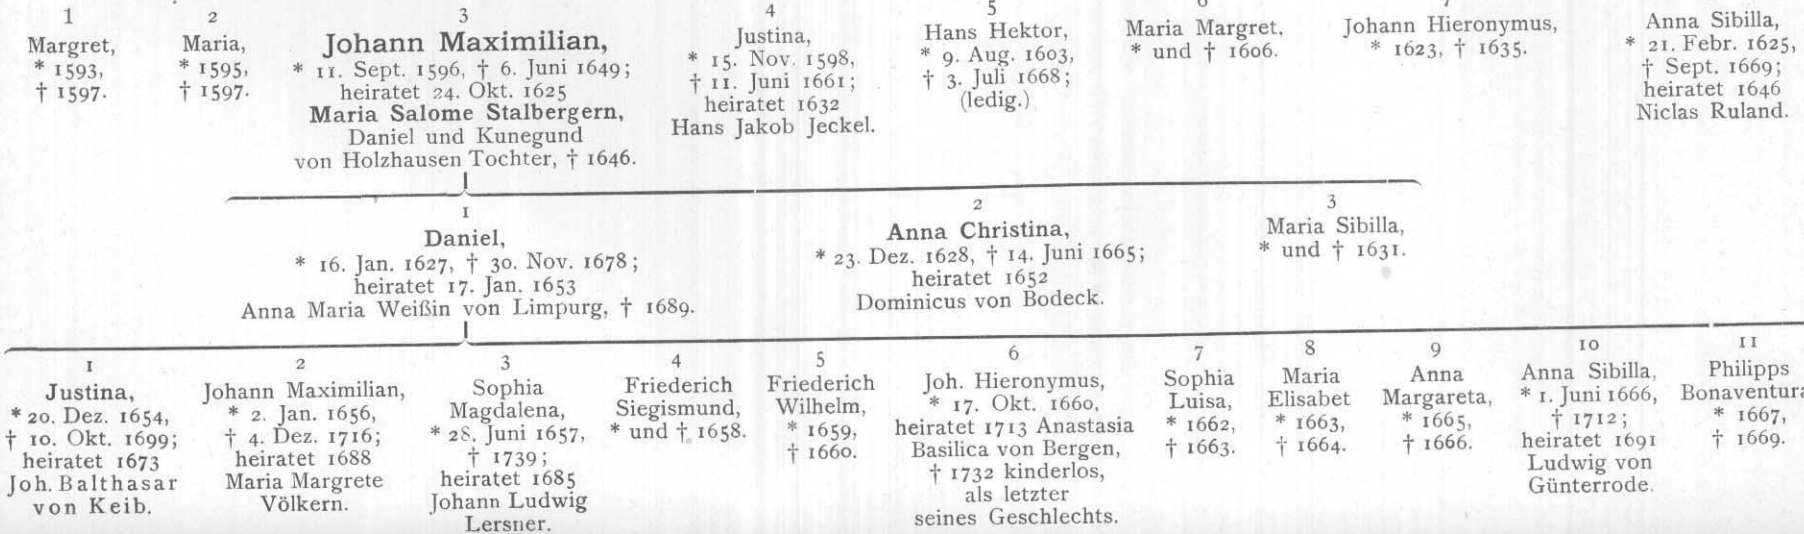 1
Margret,
* 1593,
† 1597.
2
Maria,
* 1595,
† 1597.
3
Johann Maximilian,
* 11. Sept. 1596, † 6. Juni 1649;
heiratet 24. Okt. 1625
Maria Salome Stalbergern,
Daniel und Kunegund
von Holzhausen Tochter, † 1646.
4
Justina,
* 15. Nov. 1598,
† 11. Juni 1661;
heiratet 1632
Hans Jakob Jeckel.
5
Hans Hektor,
* 9. Aug. 1603,
† 3. Juli 1668;
(ledig.)
Maria Margret,
* und † 1606.
Johann Hieronymus,
* 1623, † 1635.
Anna Sibilla,
* 21. Febr. 1625,
† Sept. 1669;
heiratet 1646
Niclas Ruland.
1
Daniel,
* 16. Jan. 1627, † 30. Nov. 1678;
heiratet 17. Jan. 1653
Anna Maria Weißin von Limpurg, † 1689.
2
Anna Christina,
* 23. Dez. 1628, † 14. Juni 1665;
heiratet 1652
Dominicus von Bodeck.
3
Maria Sibilla,
* und † 1631.
1
Justina,
* 20. Dez. 1654,
† 10. Okt. 1699;
heiratet 1673
Joh. Balthasar
von Keib.
2
Johann Maximilian,
* 2. Jan. 1656,
† 4. Dez. 1716;
heiratet 1688
Maria Margrete
Völkern.
3
Sophia
Magdalena,
* 28. Juni 1657,
† 1739;
heiratet 1685
Johann Ludwig
Lersner.
4
Friederich
Siegismund,
* und † 1658.
5
Friederich
Wilhelm,
* 1659,
† 1660.
6
Joh. Hieronymus,
* 17. Okt. 1660,
heiratet 1713 Anastasia
Basilica von Bergen,
† 1732 kinderlos,
als letzter
seines Geschlechts.
7
Sophia
Luisa,
* 1662,
† 1663.
8
Maria
Elisabet
* 1663,
† 1664.
9
Anna
Margareta,
* 1665,
† 1666.
10
Anna Sibilla,
* 1. Juni 1666,
† 1712;
heiratet 1691
Ludwig von
Günterrode.
11
Philipps
Bonaventura
* 1667,
† 1669.